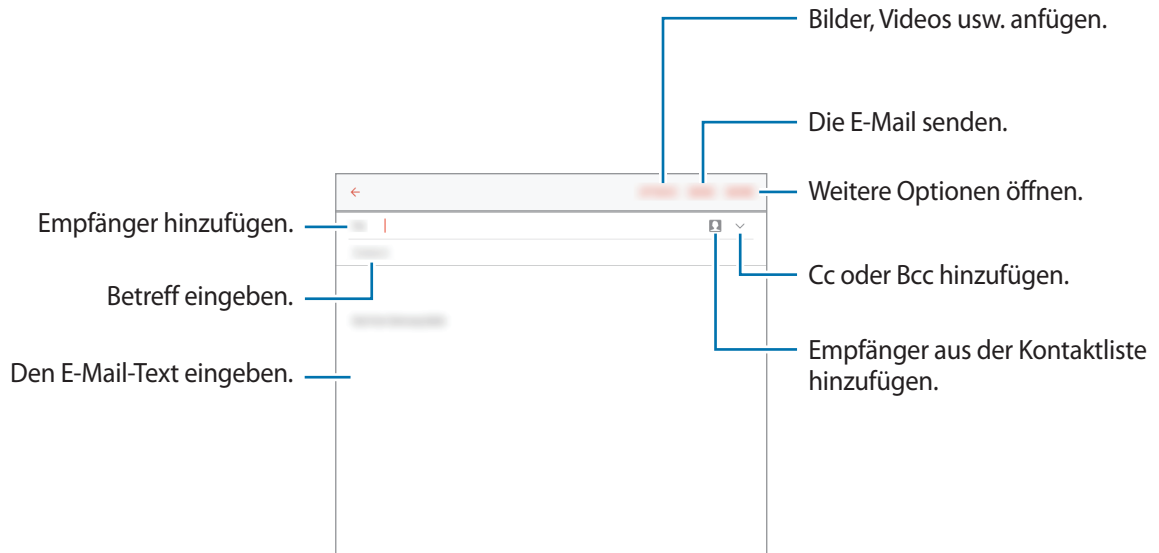 Bilder, Videos usw. anfügen.
Die E-Mail senden.
Weitere Optionen öffnen.
Empfänger hinzufügen.
Cc oder Bcc hinzufügen.
Betreff eingeben.
Empfänger aus der Kontaktliste
hinzufügen.
Den E-Mail-Text eingeben.